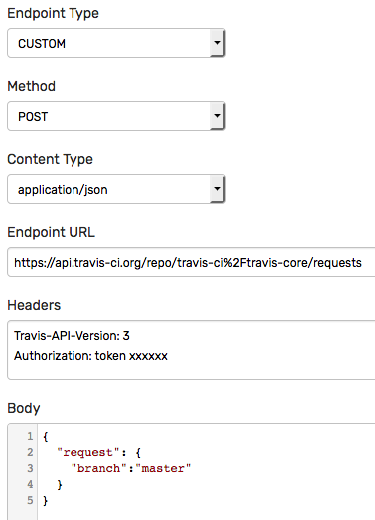 Endpoint Type
CUSTOM
Method
POST
Content Type
application/json
Endpoint URL
https://api.travis-ci.org/repo/travis-ci%2Ftravis-core/requests
Headers
Travis-API-Version: 3
Authorization: token xxxxxx
Body
1 {
2 "request": {
3 "branch":"master"
4 }
5 }